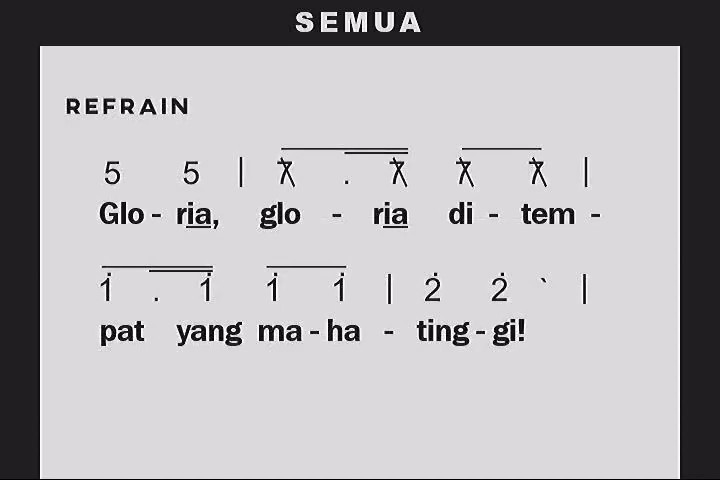 SEMUA
REFRAIN
5 5 | 7̸ . 7̸ 7̸ 7̸ |
Glo - ria, glo - ria di - tem -
1̇ . 1̇ 1̇ 1̇ | 2̇ 2̇ ` |
pat yang ma - ha - ting - gi!